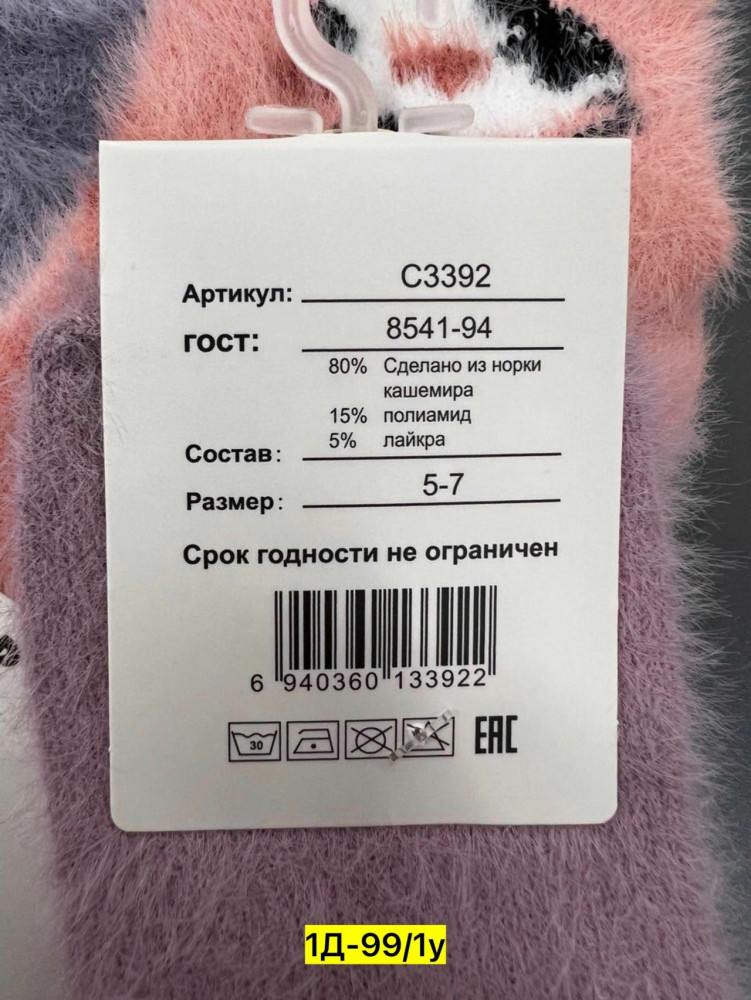 Артикул: C3392
гост: 8541-94
80% Сделано из норки
кашемира
15% полиамид
5% лайкра
Состав:
Размер: 5-7
Срок годности не ограничен
6 940360 133922
30
EAC
1Д-99/1у